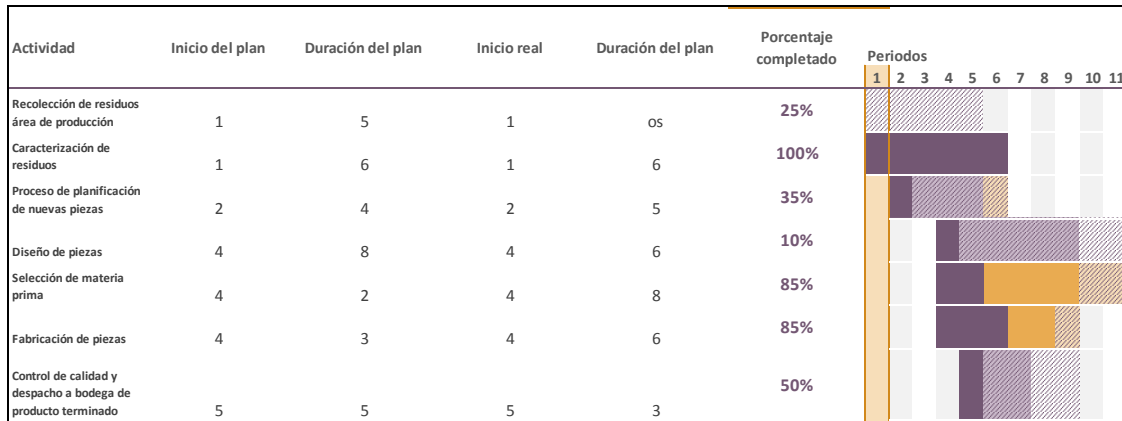 Actividad Inicio del plan Duración del plan Inicio real Duración del plan Porcentaje completado Periodos
1 2 3 4 5 6 7 8 9 10 11
Recolección de residuos
área de producción 1 5 1 os 25%
Caracterización de
residuos 1 6 1 6 100%
Proceso de planificación
de nuevas piezas 2 4 2 5 35%
Diseño de piezas 4 8 4 6 10%
Selección de materia
prima 4 2 4 8 85%
Fabricación de piezas 4 3 4 6 85%
Control de calidad y
despacho a bodega de
producto terminado 5 5 5 3 50%